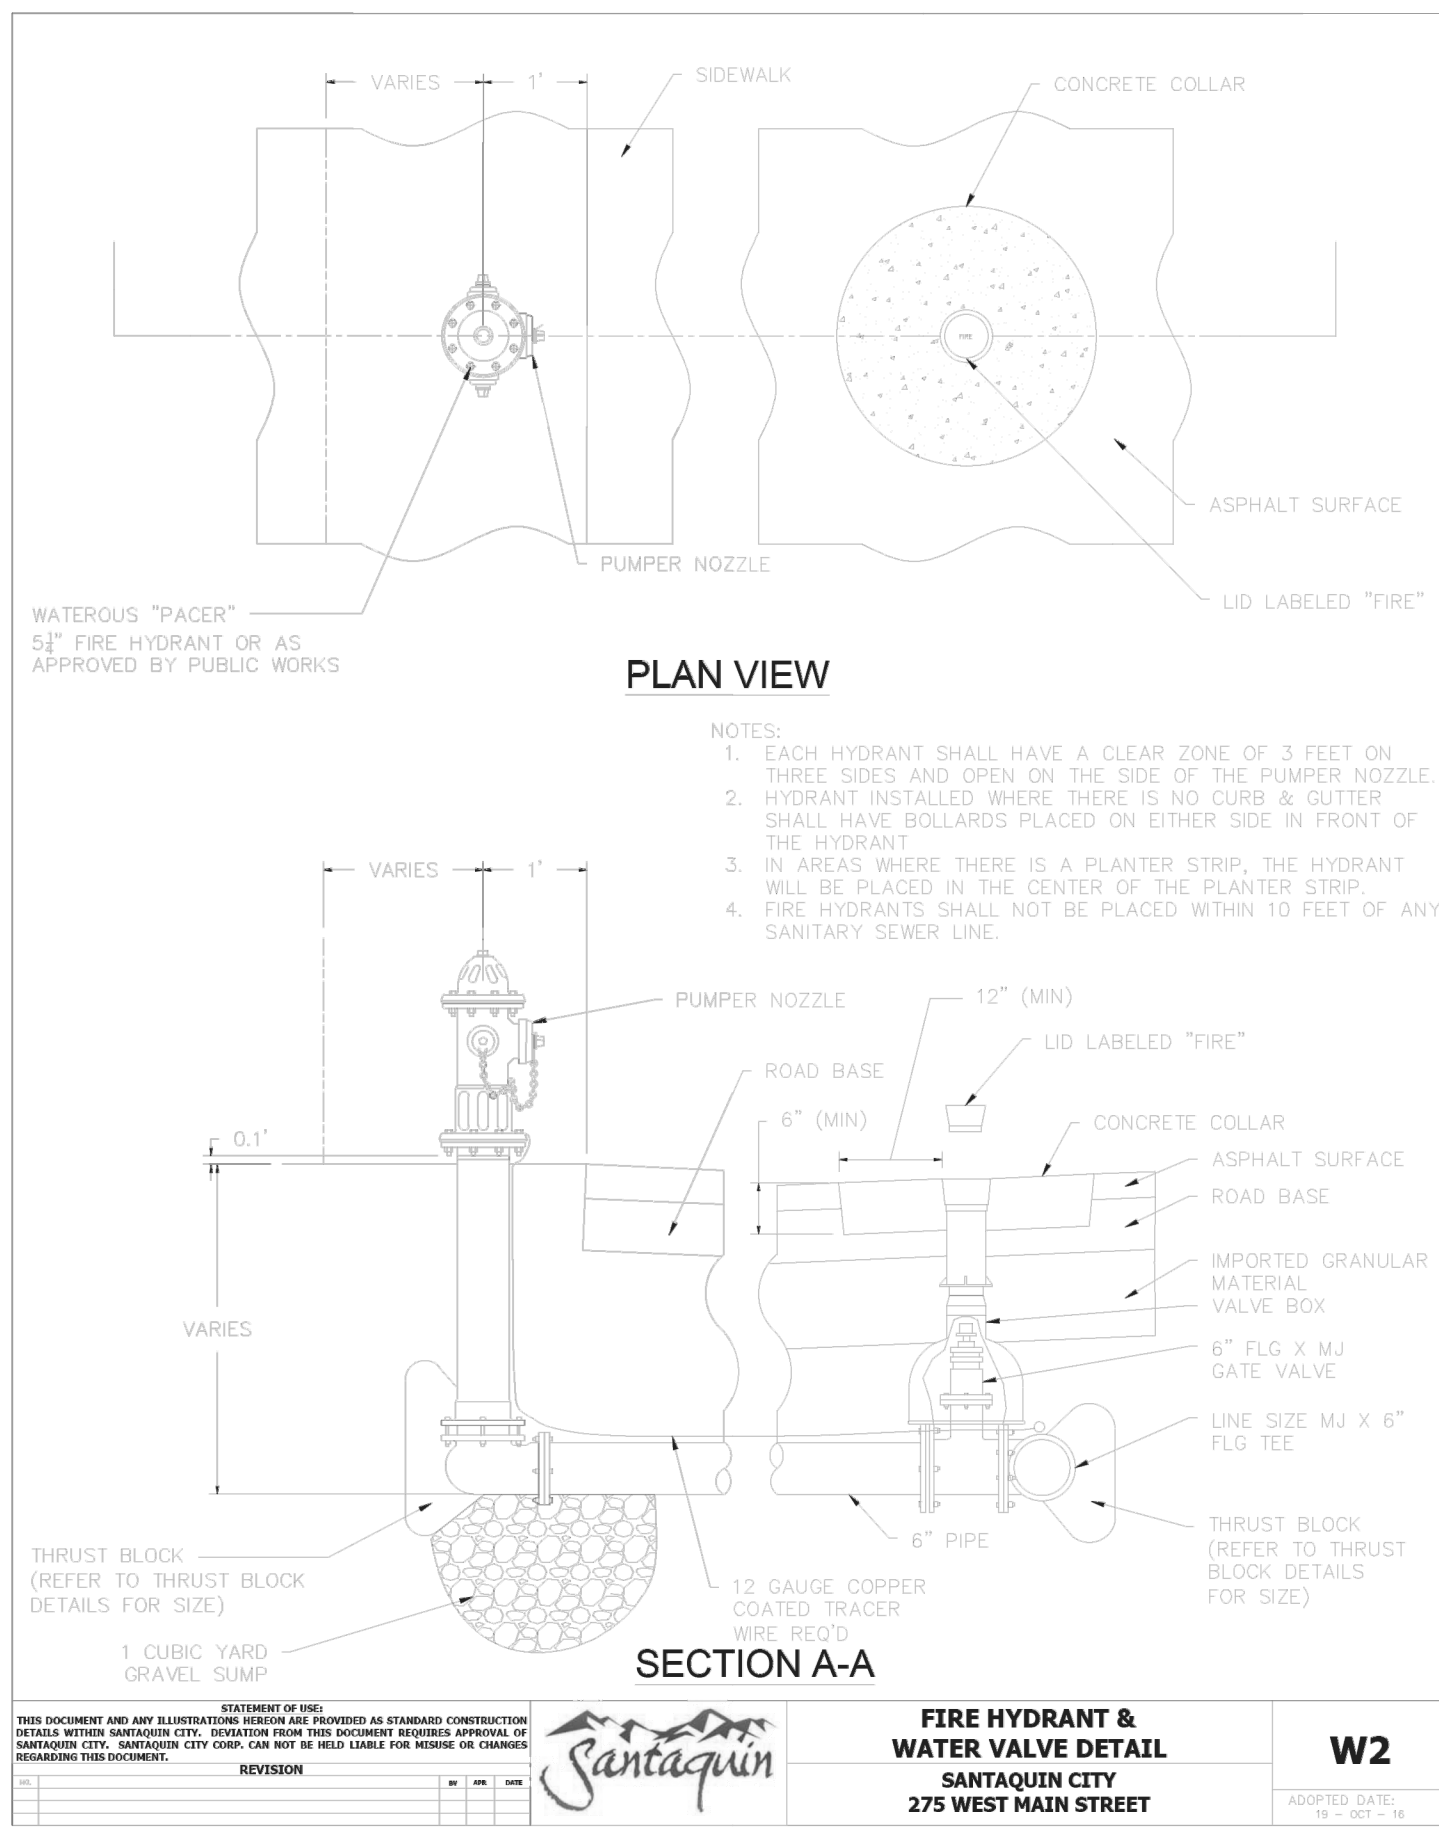 VARIES
1'
SIDEWALK
CONCRETE COLLAR
FIRE
ASPHALT SURFACE
PUMPER NOZZLE
LID LABELED "FIRE"
WATEROUS "PACER"
5¼" FIRE HYDRANT OR AS
APPROVED BY PUBLIC WORKS
PLAN VIEW
NOTES:
1. EACH HYDRANT SHALL HAVE A CLEAR ZONE OF 3 FEET ON
THREE SIDES AND OPEN ON THE SIDE OF THE PUMPER NOZZLE.
2. HYDRANT INSTALLED WHERE THERE IS NO CURB & GUTTER
SHALL HAVE BOLLARDS PLACED ON EITHER SIDE IN FRONT OF
THE HYDRANT
3. IN AREAS WHERE THERE IS A PLANTER STRIP, THE HYDRANT
WILL BE PLACED IN THE CENTER OF THE PLANTER STRIP.
4. FIRE HYDRANTS SHALL NOT BE PLACED WITHIN 10 FEET OF ANY
SANITARY SEWER LINE.
VARIES
1'
PUMPER NOZZLE
12" (MIN)
LID LABELED "FIRE"
ROAD BASE
6" (MIN)
CONCRETE COLLAR
0.1'
ASPHALT SURFACE
ROAD BASE
IMPORTED GRANULAR
MATERIAL
VALVE BOX
VARIES
6" FLG X MJ
GATE VALVE
LINE SIZE MJ X 6"
FLG TEE
6" PIPE
THRUST BLOCK
(REFER TO THRUST
BLOCK DETAILS
FOR SIZE)
THRUST BLOCK
(REFER TO THRUST BLOCK
DETAILS FOR SIZE)
12 GAUGE COPPER
COATED TRACER
WIRE REQ'D
1 CUBIC YARD
GRAVEL SUMP
SECTION A-A
STATEMENT OF USE:
THIS DOCUMENT AND ANY ILLUSTRATIONS HEREON ARE PROVIDED AS STANDARD CONSTRUCTION
DETAILS WITHIN SANTAQUIN CITY. DEVIATION FROM THIS DOCUMENT REQUIRES APPROVAL OF
SANTAQUIN CITY. SANTAQUIN CITY CORP. CAN NOT BE HELD LIABLE FOR MISUSE OR CHANGES
REGARDING THIS DOCUMENT.
REVISION
NO. BY APR. DATE
Santaquin
FIRE HYDRANT &
WATER VALVE DETAIL
SANTAQUIN CITY
275 WEST MAIN STREET
W2
ADOPTED DATE:
19 - OCT - 16